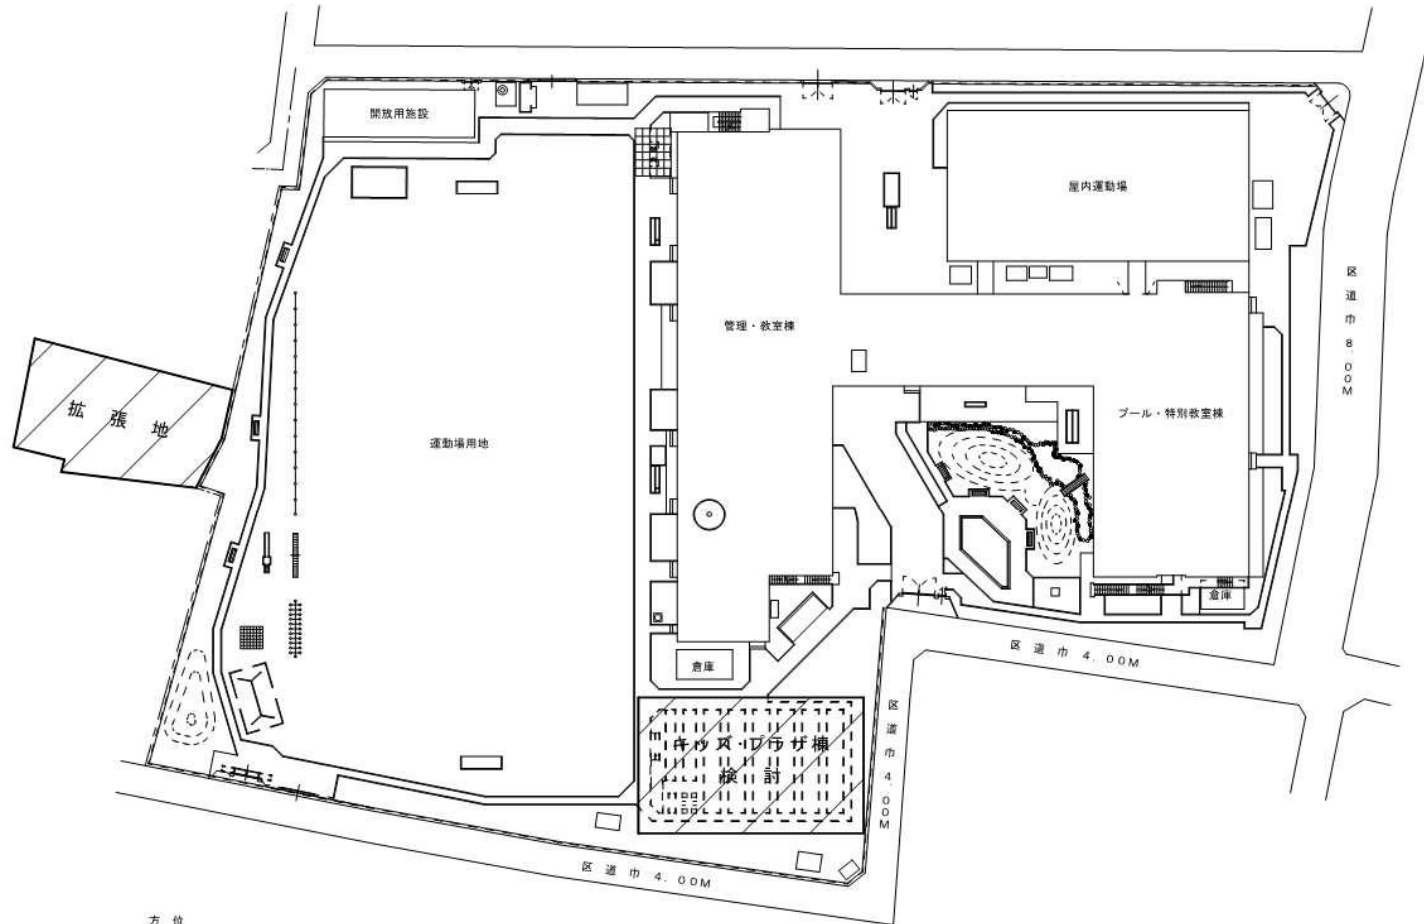 開放用施設
屋内運動場
区道巾8.00M
管理・教室棟
拡張地
プール・特別教室棟
運動場用地
倉庫
区道巾4.00M
倉庫
区道巾4.00M
キッズ・プラザ棟
検討
区道巾4.00M
方位